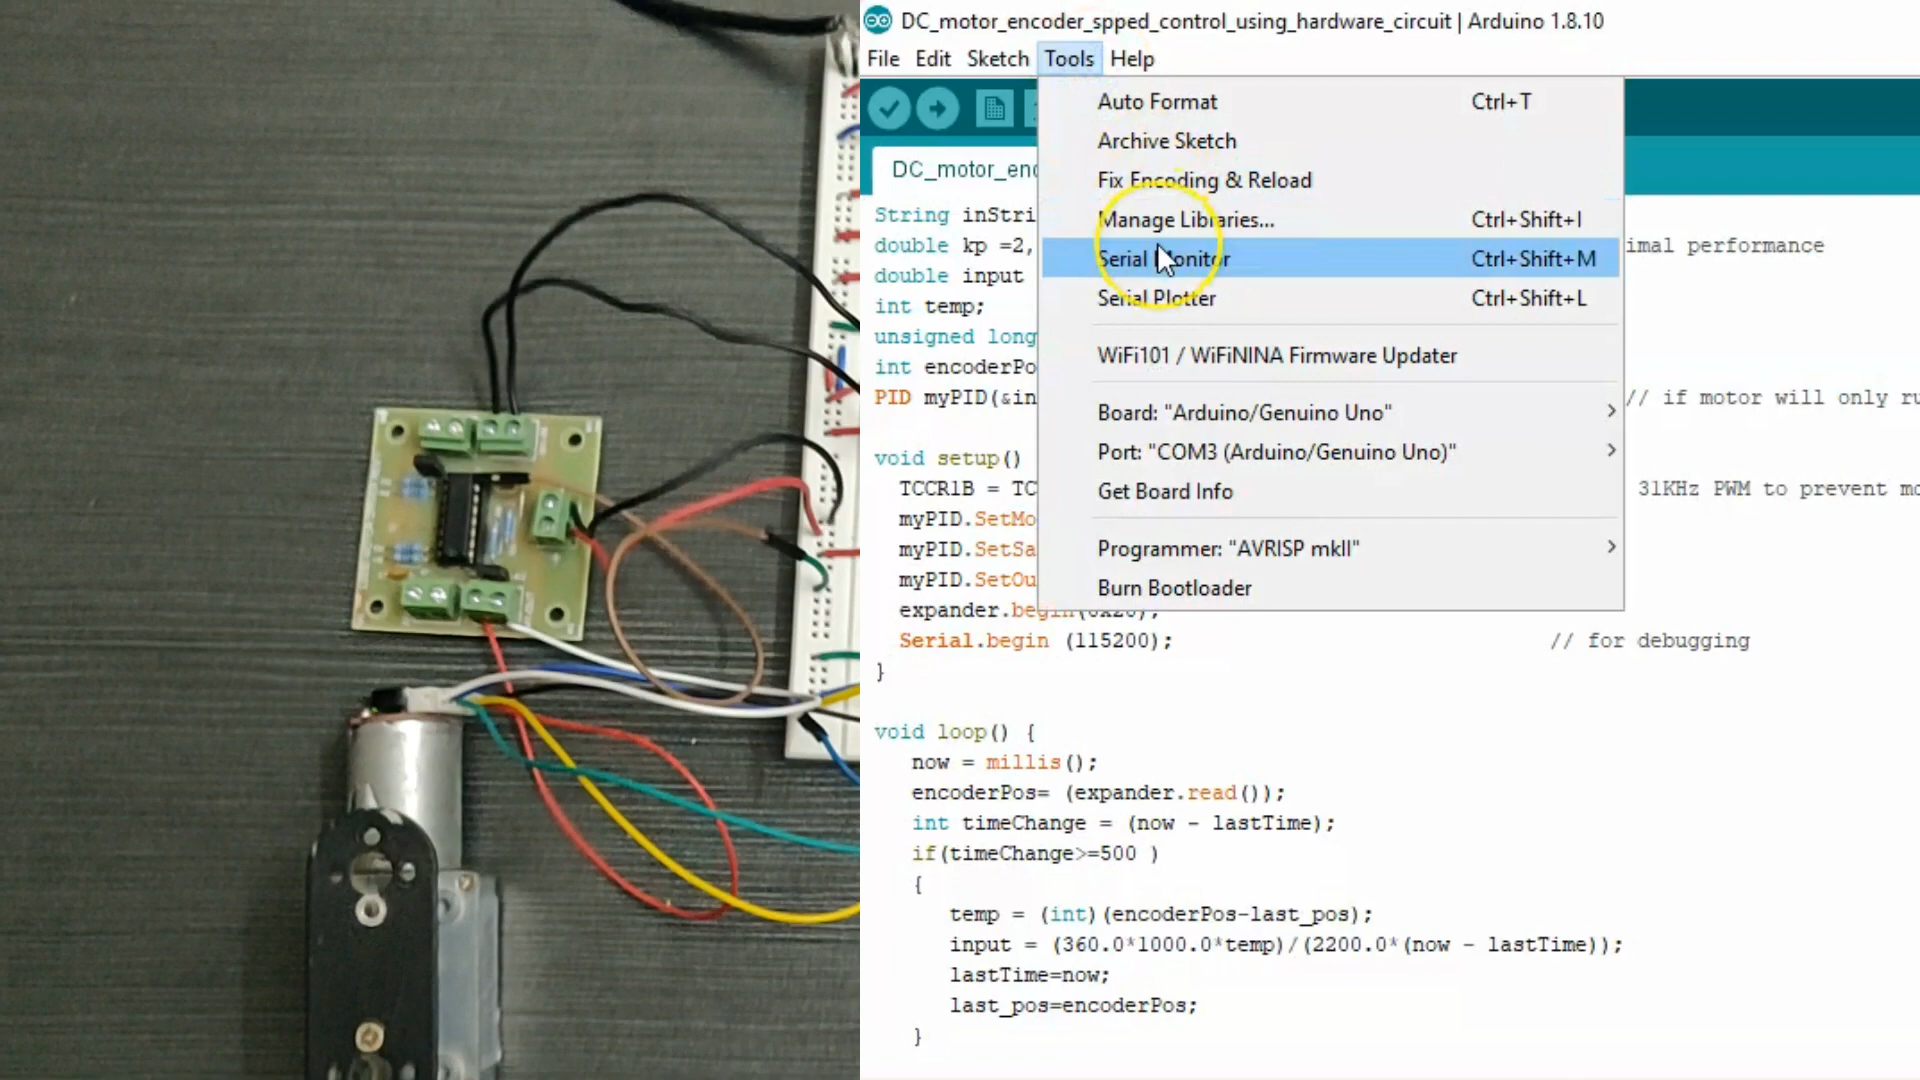 DC_motor_encoder_spped_control_using_hardware_circuit | Arduino 1.8.10
File Edit Sketch Tools Help
Auto Format Ctrl+T
Archive Sketch
Fix Encoding & Reload
Manage Libraries... Ctrl+Shift+I
Serial Monitor Ctrl+Shift+M
Serial Plotter Ctrl+Shift+L
WiFi101 / WiFiNINA Firmware Updater
Board: "Arduino/Genuino Uno"
Port: "COM3 (Arduino/Genuino Uno)"
Get Board Info
Programmer: "AVRISP mkII"
Burn Bootloader
DC_motor_enc
String inStri
double kp =2, imal performance
double input
int temp;
unsigned long
int encoderPo
PID myPID(&in // if motor will only ru
void setup()
TCCR1B = TC 31KHz PWM to prevent mo
myPID.SetMo
myPID.SetSa
myPID.SetOu
expander.begin(0x20);
Serial.begin (115200); // for debugging
}
void loop() {
now = millis();
encoderPos= (expander.read());
int timeChange = (now - lastTime);
if(timeChange>=500 )
{
temp = (int)(encoderPos-last_pos);
input = (360.0*1000.0*temp)/(2200.0*(now - lastTime));
lastTime=now;
last_pos=encoderPos;
}